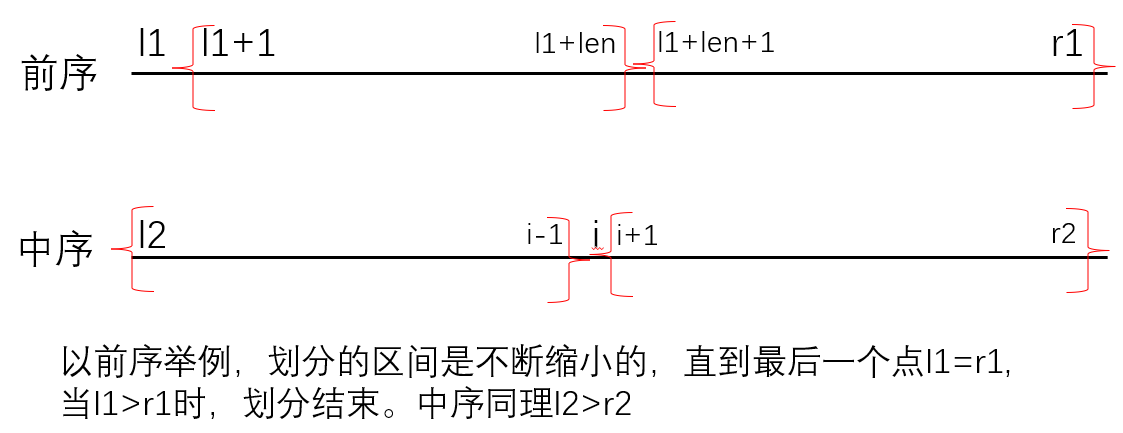 l1 l1+1 l1+len l1+len+1 r1
前序
l2 i-1 i i+1 r2
中序
以前序举例，划分的区间是不断缩小的，直到最后一个点l1=r1,
当l1>r1时，划分结束。中序同理l2>r2